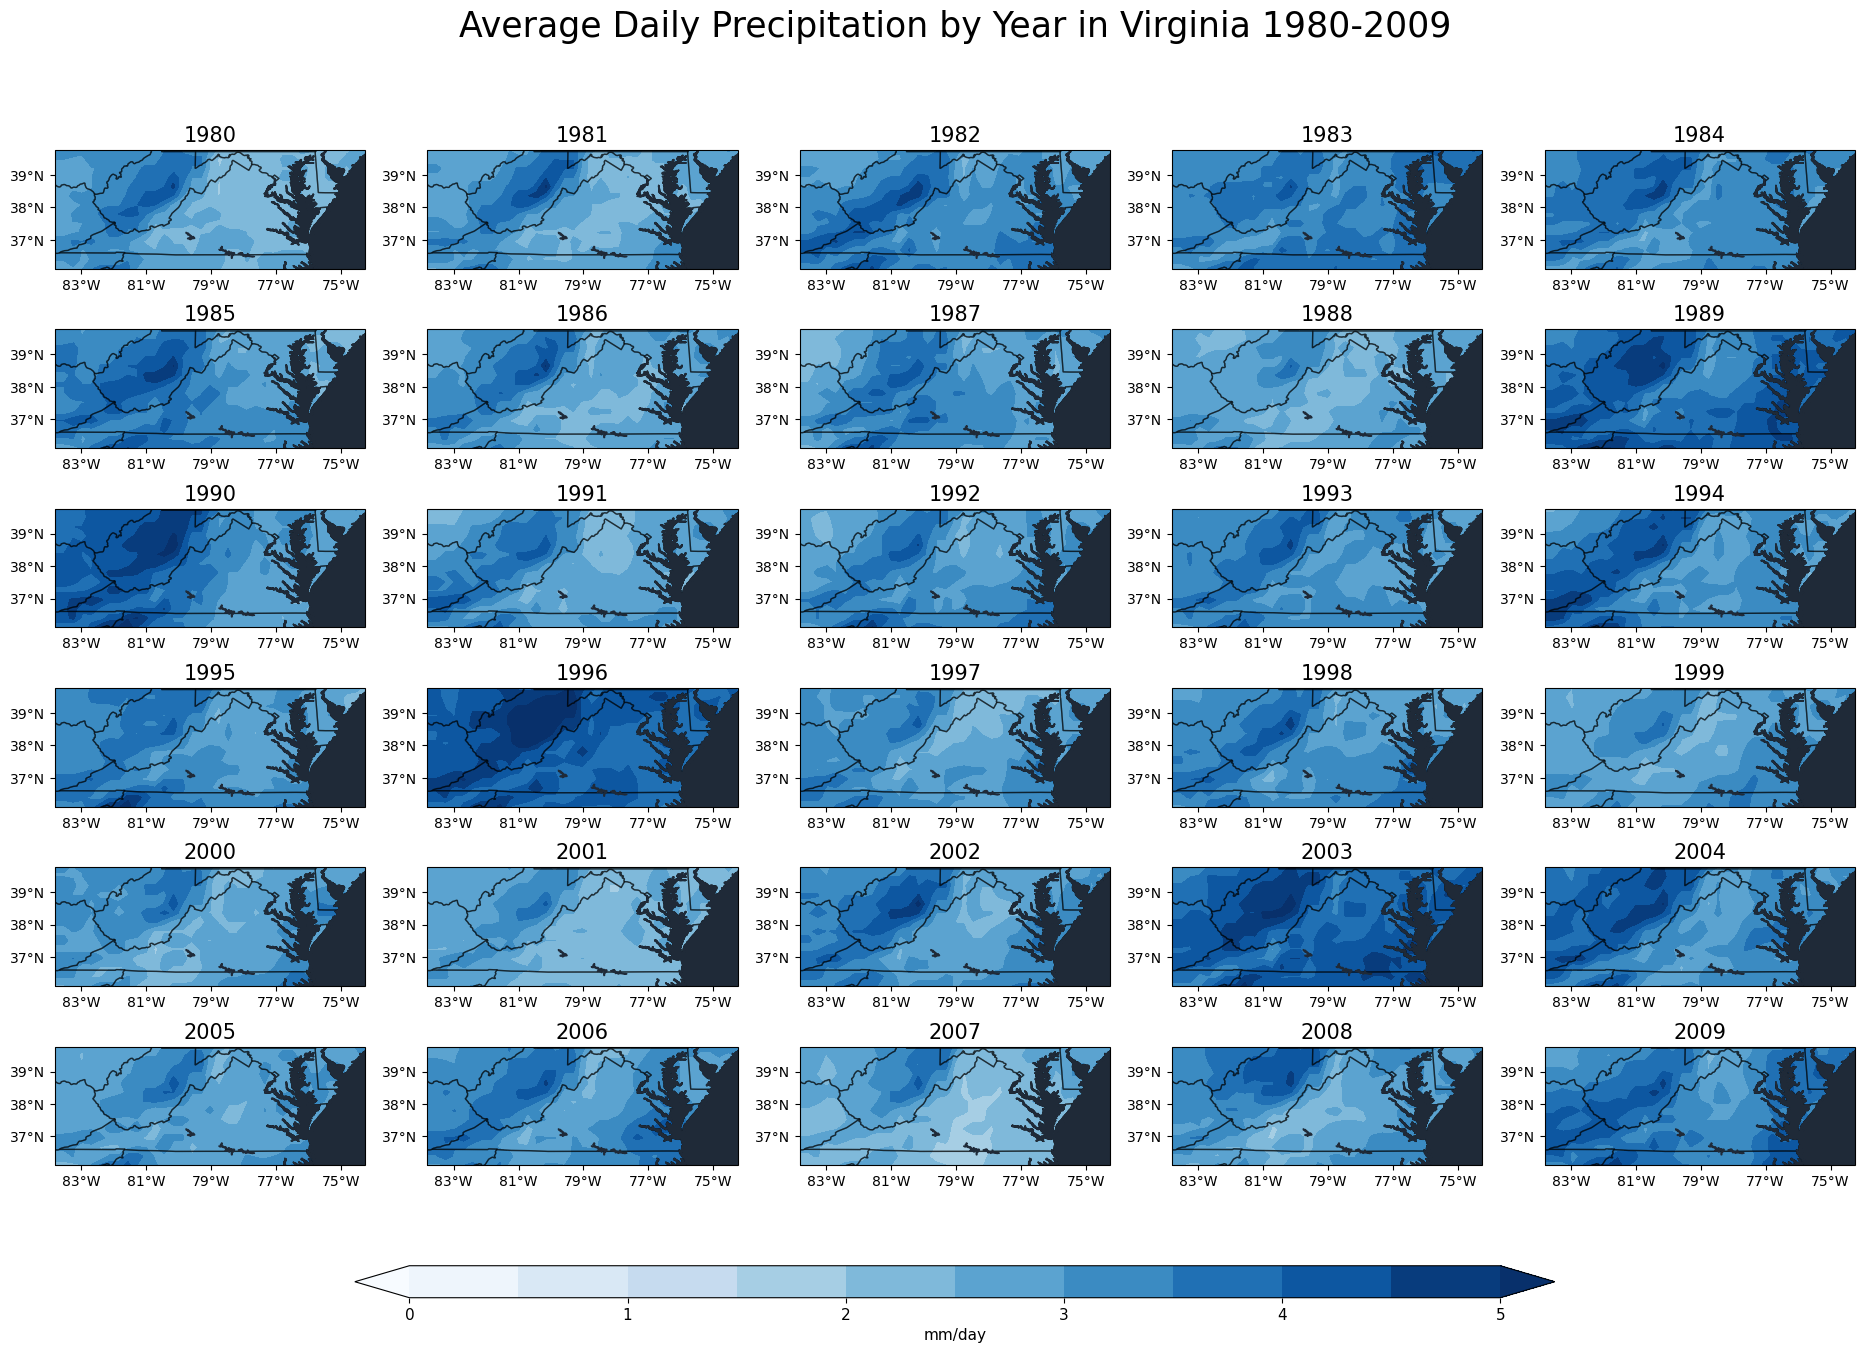 Average Daily Precipitation by Year in Virginia 1980-2009
1980 1981 1982 1983 1984
39°N 39°N 39°N 39°N 39°N
38°N 38°N 38°N 38°N 38°N
37°N 37°N 37°N 37°N 37°N
83°W 81°W 79°W 77°W 75°W 83°W 81°W 79°W 77°W 75°W 83°W 81°W 79°W 77°W 75°W 83°W 81°W 79°W 77°W 75°W 83°W 81°W 79°W 77°W 75°W
1985 1986 1987 1988 1989
39°N 39°N 39°N 39°N 39°N
38°N 38°N 38°N 38°N 38°N
37°N 37°N 37°N 37°N 37°N
83°W 81°W 79°W 77°W 75°W 83°W 81°W 79°W 77°W 75°W 83°W 81°W 79°W 77°W 75°W 83°W 81°W 79°W 77°W 75°W 83°W 81°W 79°W 77°W 75°W
1990 1991 1992 1993 1994
39°N 39°N 39°N 39°N 39°N
38°N 38°N 38°N 38°N 38°N
37°N 37°N 37°N 37°N 37°N
83°W 81°W 79°W 77°W 75°W 83°W 81°W 79°W 77°W 75°W 83°W 81°W 79°W 77°W 75°W 83°W 81°W 79°W 77°W 75°W 83°W 81°W 79°W 77°W 75°W
1995 1996 1997 1998 1999
39°N 39°N 39°N 39°N 39°N
38°N 38°N 38°N 38°N 38°N
37°N 37°N 37°N 37°N 37°N
83°W 81°W 79°W 77°W 75°W 83°W 81°W 79°W 77°W 75°W 83°W 81°W 79°W 77°W 75°W 83°W 81°W 79°W 77°W 75°W 83°W 81°W 79°W 77°W 75°W
2000 2001 2002 2003 2004
39°N 39°N 39°N 39°N 39°N
38°N 38°N 38°N 38°N 38°N
37°N 37°N 37°N 37°N 37°N
83°W 81°W 79°W 77°W 75°W 83°W 81°W 79°W 77°W 75°W 83°W 81°W 79°W 77°W 75°W 83°W 81°W 79°W 77°W 75°W 83°W 81°W 79°W 77°W 75°W
2005 2006 2007 2008 2009
39°N 39°N 39°N 39°N 39°N
38°N 38°N 38°N 38°N 38°N
37°N 37°N 37°N 37°N 37°N
83°W 81°W 79°W 77°W 75°W 83°W 81°W 79°W 77°W 75°W 83°W 81°W 79°W 77°W 75°W 83°W 81°W 79°W 77°W 75°W 83°W 81°W 79°W 77°W 75°W
0 1 2 3 4 5
mm/day